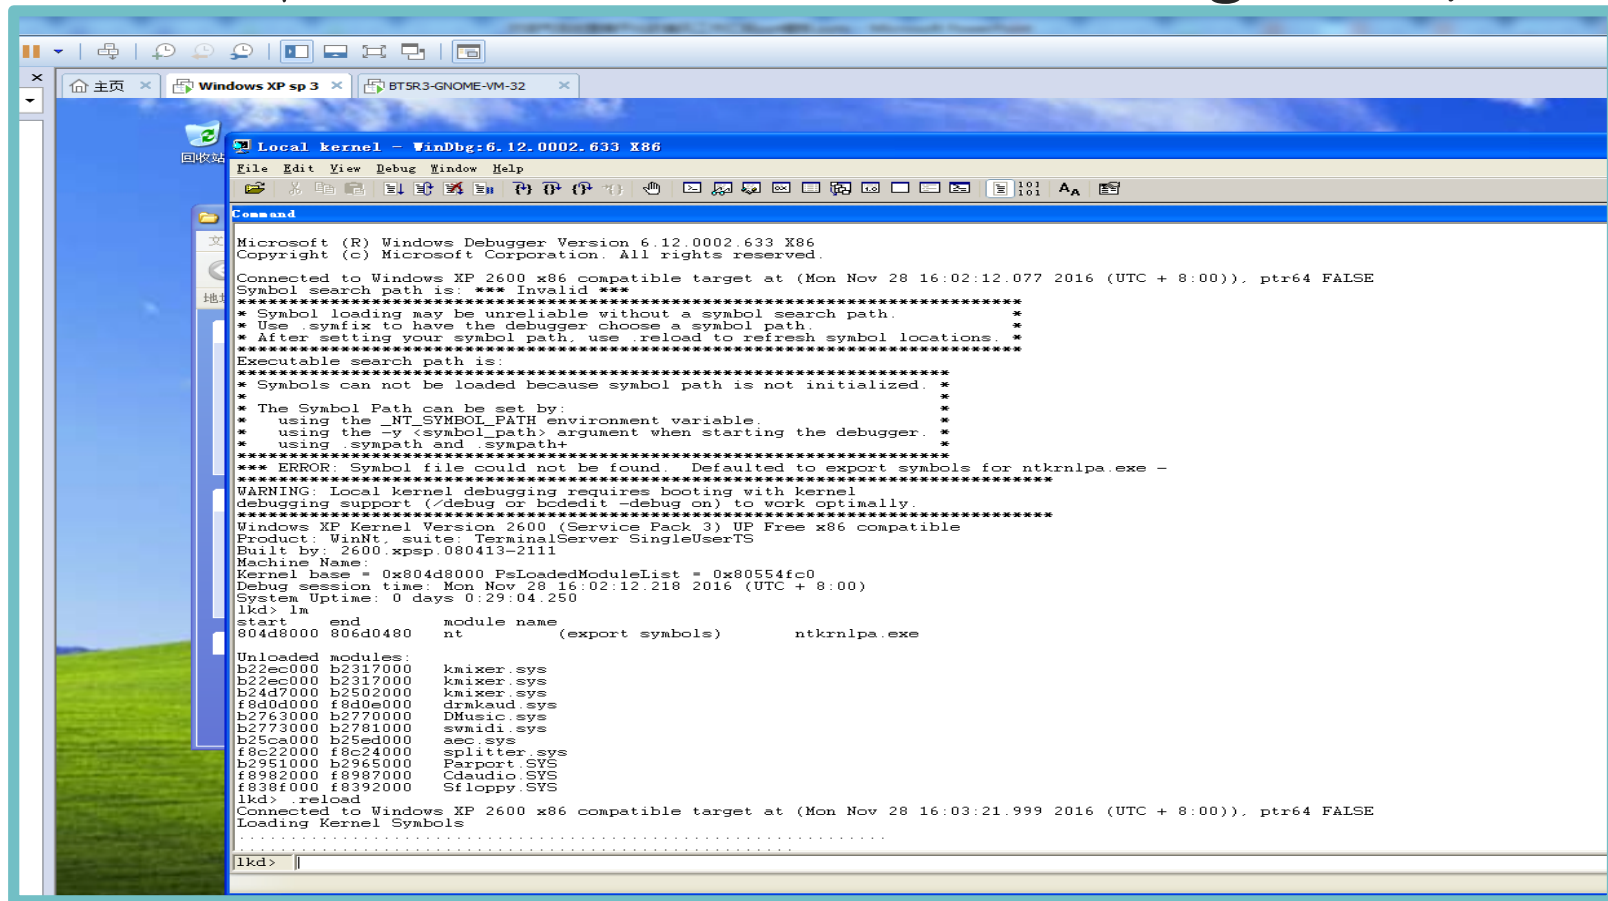 主页
Windows XP sp 3
BT5R3-GNOME-VM-32
回收站
Local kernel - WinDbg:6.12.0002.633 X86
File Edit View Debug Window Help
Command
Microsoft (R) Windows Debugger Version 6.12.0002.633 X86
Copyright (c) Microsoft Corporation. All rights reserved.
Connected to Windows XP 2600 x86 compatible target at (Mon Nov 28 16:02:12.077 2016 (UTC + 8:00)), ptr64 FALSE
Symbol search path is: *** Invalid ***
****************************************************************************
* Symbol loading may be unreliable without a symbol search path.           *
* Use .symfix to have the debugger choose a symbol path.                   *
* After setting your symbol path, use .reload to refresh symbol locations. *
****************************************************************************
Executable search path is:
*********************************************************************
* Symbols can not be loaded because symbol path is not initialized. *
*                                                                   *
* The Symbol Path can be set by:                                    *
*   using the _NT_SYMBOL_PATH environment variable.                 *
*   using the -y <symbol_path> argument when starting the debugger. *
*   using .sympath and .sympath+                                    *
*********************************************************************
*** ERROR: Symbol file could not be found.  Defaulted to export symbols for ntkrnlpa.exe -
*******************************************************************************
WARNING: Local kernel debugging requires booting with kernel
debugging support (/debug or bcdedit -debug on) to work optimally.
*******************************************************************************
Windows XP Kernel Version 2600 (Service Pack 3) UP Free x86 compatible
Product: WinNt, suite: TerminalServer SingleUserTS
Built by: 2600.xpsp.080413-2111
Machine Name:
Kernel base = 0x804d8000 PsLoadedModuleList = 0x80554fc0
Debug session time: Mon Nov 28 16:02:12.218 2016 (UTC + 8:00)
System Uptime: 0 days 0:29:04.250
lkd> lm
start    end        module name
804d8000 806d0480   nt         (export symbols)       ntkrnlpa.exe
Unloaded modules:
b22ec000 b2317000   kmixer.sys
b22ec000 b2317000   kmixer.sys
b24d7000 b2502000   kmixer.sys
f8d0d000 f8d0e000   drmkaud.sys
b2763000 b2770000   DMusic.sys
b2773000 b2781000   swmidi.sys
b25ca000 b25ed000   aec.sys
f8c22000 f8c24000   splitter.sys
b2951000 b2965000   Parport.SYS
f8982000 f8987000   Cdaudio.SYS
f838f000 f8392000   Sfloppy.SYS
lkd> .reload
Connected to Windows XP 2600 x86 compatible target at (Mon Nov 28 16:03:21.999 2016 (UTC + 8:00)), ptr64 FALSE
Loading Kernel Symbols
...............................................................
......................................................
lkd>